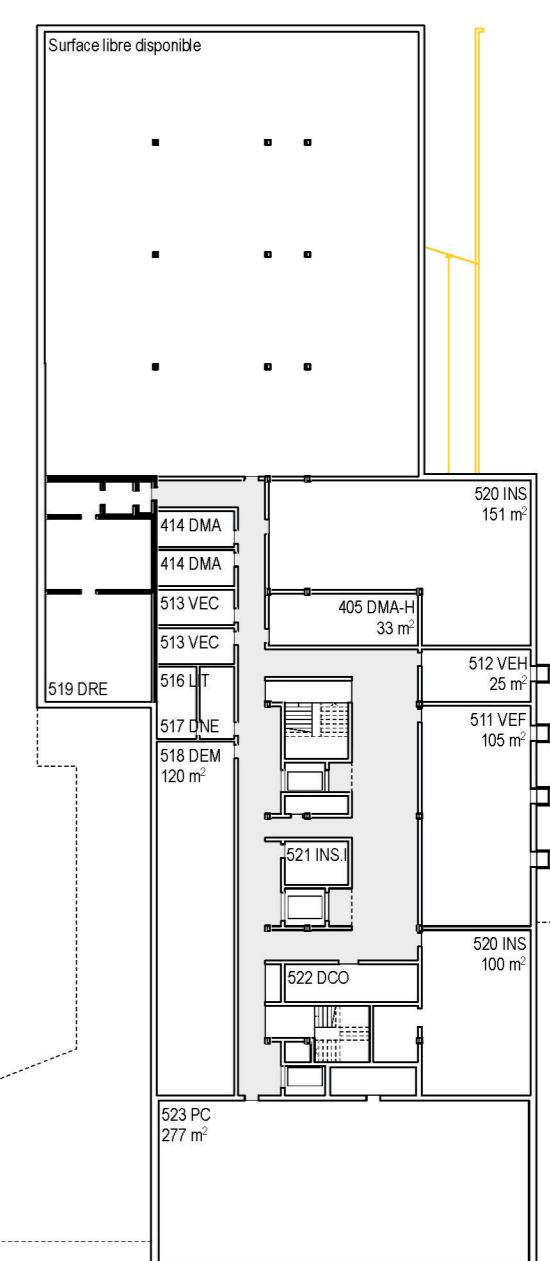 Surface libre disponible
520 INS
151 m²
414 DMA
414 DMA
513 VEC
405 DMA-H
33 m²
513 VEC
512 VEH
25 m²
516 LIT
519 DRE
517 DNE
511 VEF
105 m²
518 DEM
120 m²
521 INS.I
520 INS
100 m²
522 DCO
523 PC
277 m²